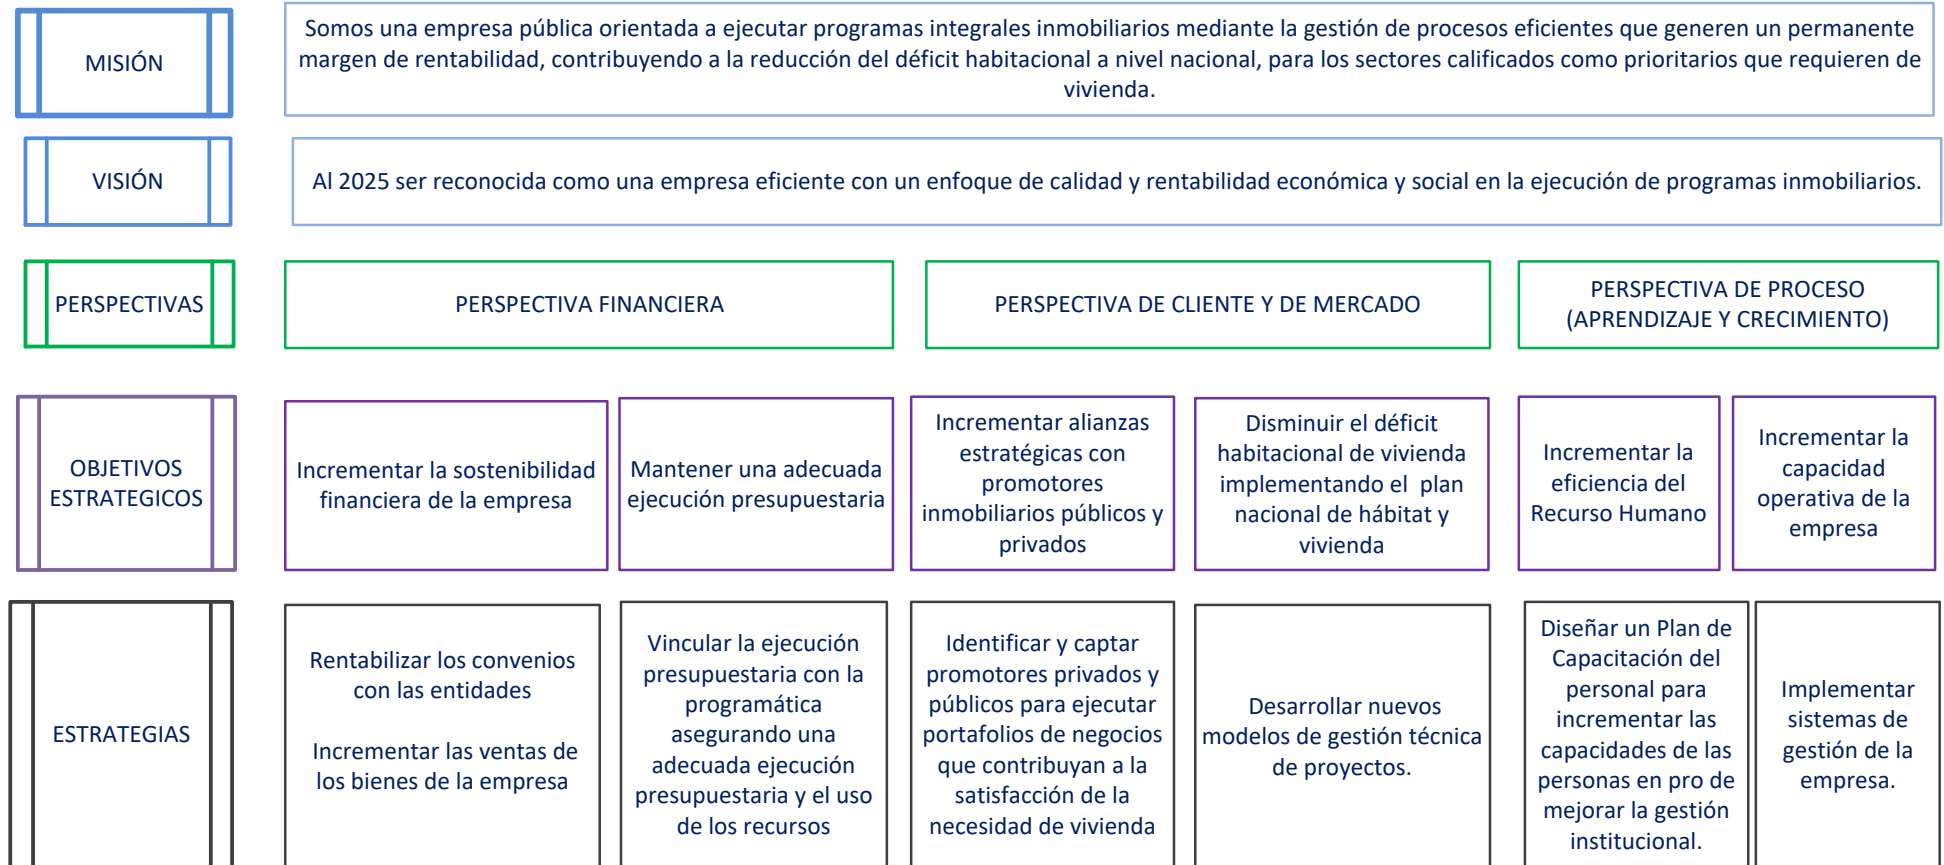 MISIÓN
Somos una empresa pública orientada a ejecutar programas integrales inmobiliarios mediante la gestión de procesos eficientes que generen un permanente
margen de rentabilidad, contribuyendo a la reducción del déficit habitacional a nivel nacional, para los sectores calificados como prioritarios que requieren de
vivienda.
VISIÓN
Al 2025 ser reconocida como una empresa eficiente con un enfoque de calidad y rentabilidad económica y social en la ejecución de programas inmobiliarios.
PERSPECTIVAS
PERSPECTIVA FINANCIERA
PERSPECTIVA DE CLIENTE Y DE MERCADO
PERSPECTIVA DE PROCESO
(APRENDIZAJE Y CRECIMIENTO)
OBJETIVOS
ESTRATEGICOS
Incrementar la sostenibilidad
financiera de la empresa
Mantener una adecuada
ejecución presupuestaria
Incrementar alianzas
estratégicas con
promotores
inmobiliarios públicos y
privados
Disminuir el déficit
habitacional de vivienda
implementando el plan
nacional de hábitat y
vivienda
Incrementar la
eficiencia del
Recurso Humano
Incrementar la
capacidad
operativa de la
empresa
ESTRATEGIAS
Rentabilizar los convenios
con las entidades
Incrementar las ventas de
los bienes de la empresa
Vincular la ejecución
presupuestaria con la
programática
asegurando una
adecuada ejecución
presupuestaria y el uso
de los recursos
Identificar y captar
promotores privados y
públicos para ejecutar
portafolios de negocios
que contribuyan a la
satisfacción de la
necesidad de vivienda
Desarrollar nuevos
modelos de gestión técnica
de proyectos.
Diseñar un Plan de
Capacitación del
personal para
incrementar las
capacidades de las
personas en pro de
mejorar la gestión
institucional.
Implementar
sistemas de
gestión de la
empresa.